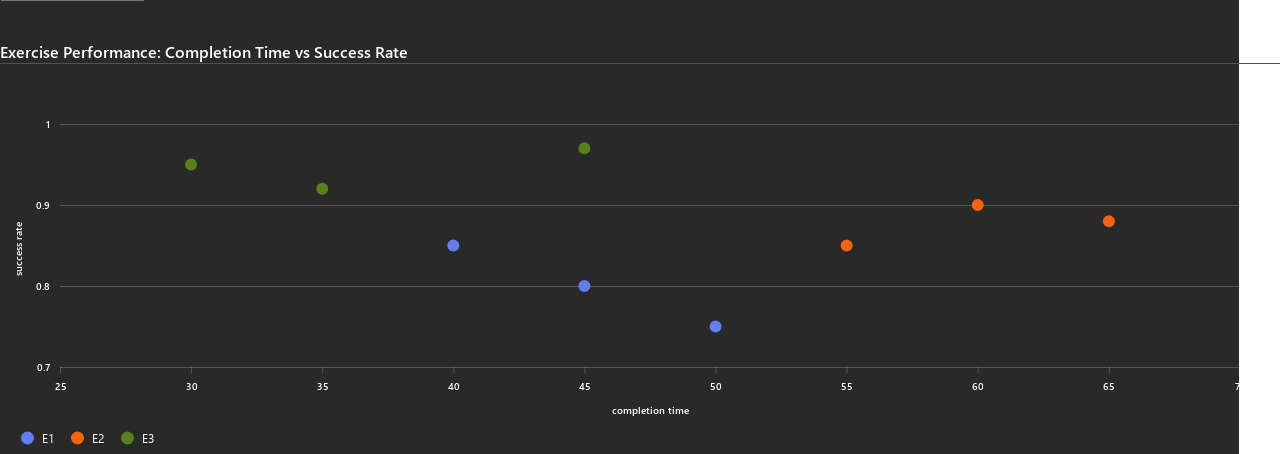 Exercise Performance: Completion Time vs Success Rate
1
0.9
0.8
0.7
success rate
25 30 35 40 45 50 55 60 65
completion time
E1 E2 E3